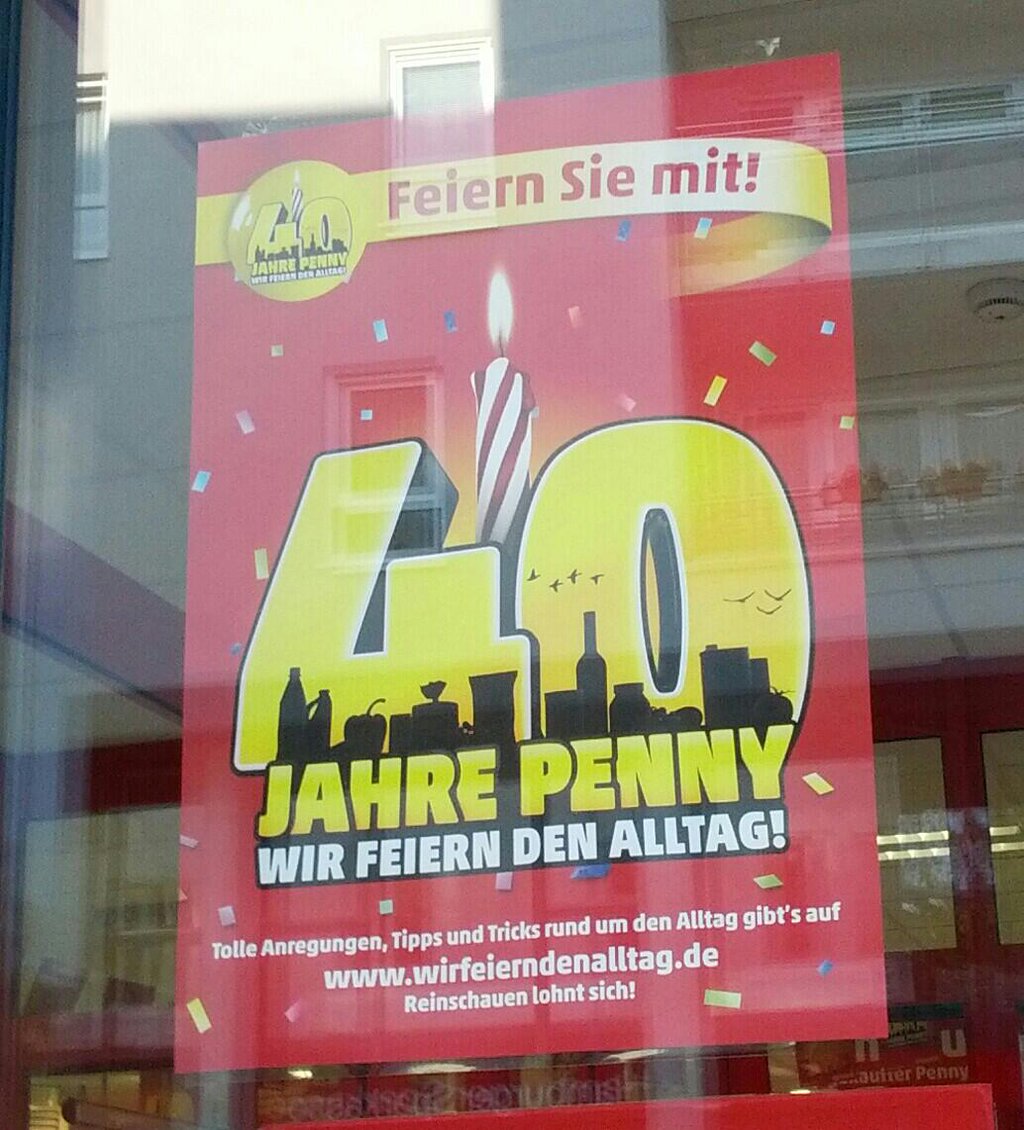 Feiern Sie mit!
40
JAHRE PENNY
WIR FEIERN DEN ALLTAG!
40
JAHRE PENNY
WIR FEIERN DEN ALLTAG!
Tolle Anregungen, Tipps und Tricks rund um den Alltag gibt's auf
www.wirfeierndenalltag.de
Reinschauen lohnt sich!
Penny